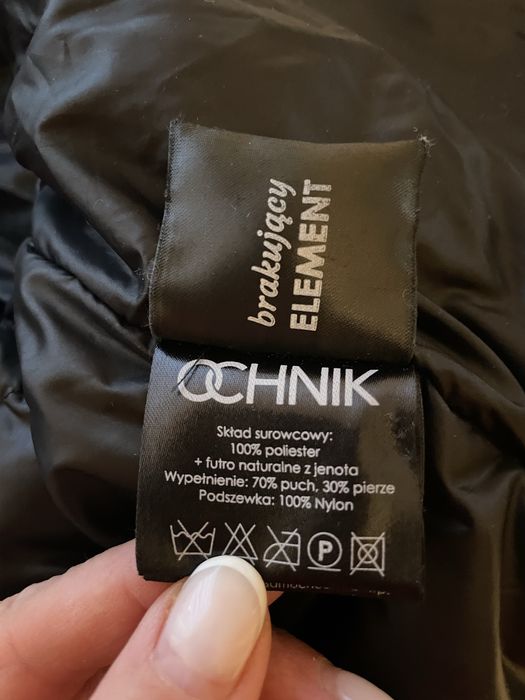 brakujący
ELEMENT
OCHNIK
Skład surowcowy:
100% poliester
+ futro naturalne z jenota
Wypełnienie: 70% puch, 30% pierze
Podszewka: 100% Nylon
P